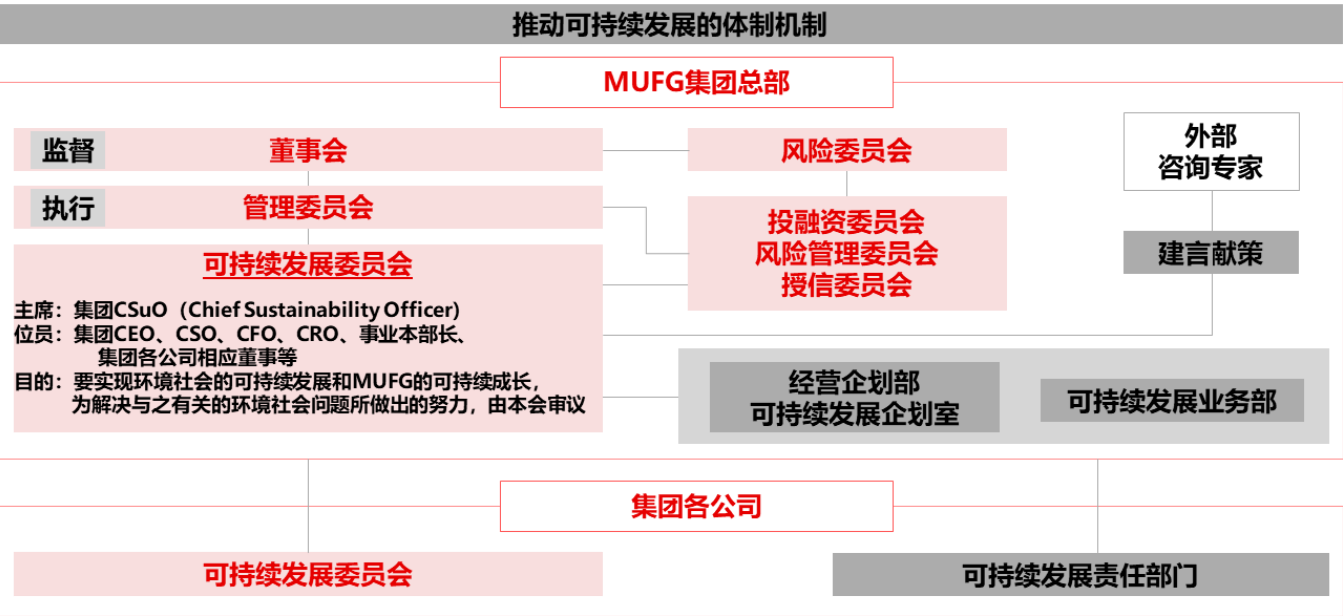 推动可持续发展的体制机制
MUFG集团总部
监督
董事会
风险委员会
外部
咨询专家
执行
管理委员会
投融资委员会
风险管理委员会
授信委员会
建言献策
可持续发展委员会
主席：集团CSuO（Chief Sustainability Officer)
位员：集团CEO、CSO、CFO、CRO、事业本部长、
集团各公司相应董事等
目的：要实现环境社会的可持续发展和MUFG的可持续成长，
为解决与之有关的环境社会问题所做出的努力，由本会审议
经营企划部
可持续发展企划室
可持续发展业务部
集团各公司
可持续发展委员会
可持续发展责任部门